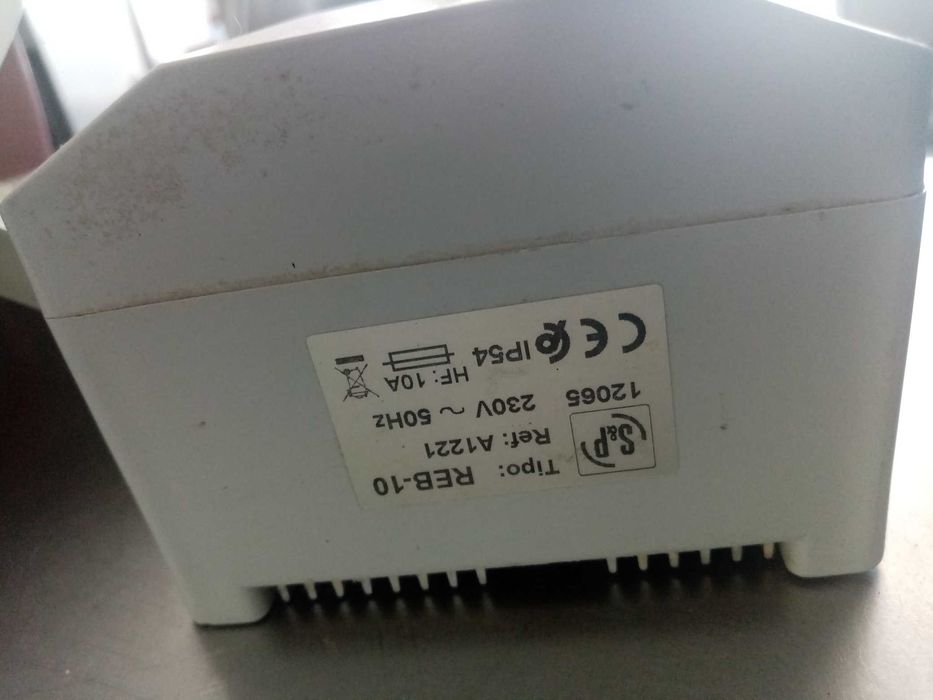 S&P
Tipo: REB-10
Ref: A1221
12065 230V ~ 50Hz
HF: 10A
CE IP54